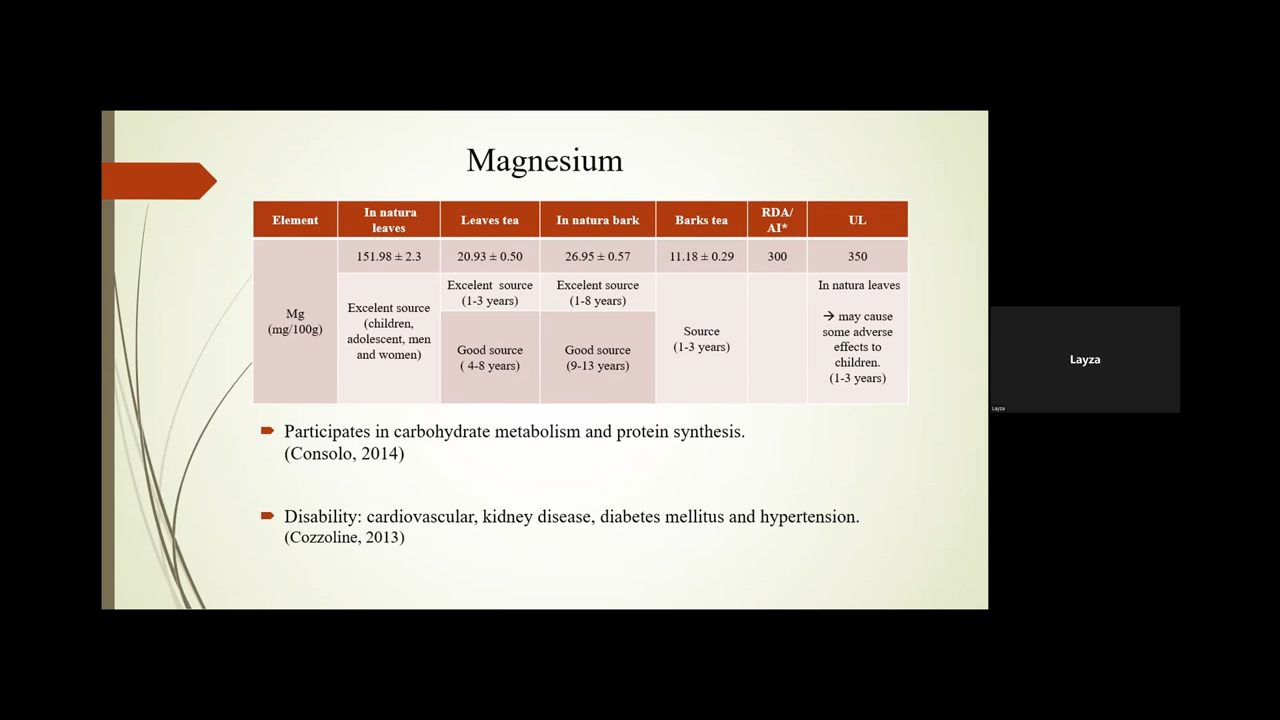 Magnesium
Element
In natura
leaves
Leaves tea
In natura bark
Barks tea
RDA/
AI*
UL
Mg
(mg/100g)
151.98 ± 2.3
20.93 ± 0.50
26.95 ± 0.57
11.18 ± 0.29
300
350
Excelent source
(children,
adolescent, men
and women)
Excelent source
(1-3 years)
Good source
( 4-8 years)
Excelent source
(1-8 years)
Good source
(9-13 years)
Source
(1-3 years)
In natura leaves
→ may cause
some adverse
effects to
children.
(1-3 years)
Participates in carbohydrate metabolism and protein synthesis.
(Consolo, 2014)
Disability: cardiovascular, kidney disease, diabetes mellitus and hypertension.
(Cozzoline, 2013)
Layza
Layza